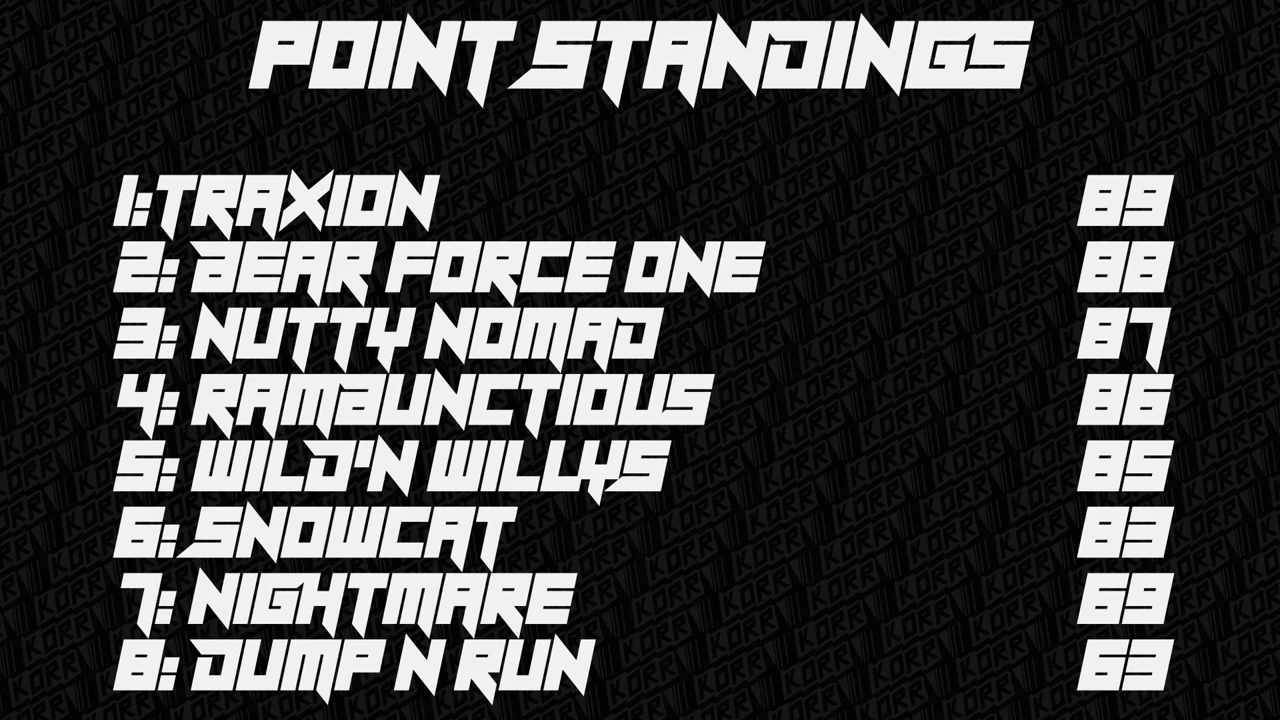 POINT STANDINGS
1: TRAXION 89
2: BEAR FORCE ONE 88
3: NUTTY NOMAD 87
4: RAMBUNCTIOUS 86
5: WILD'N WILLYS 85
6: SNOWCAT 83
7: NIGHTMARE 69
8: DUMP N RUN 63